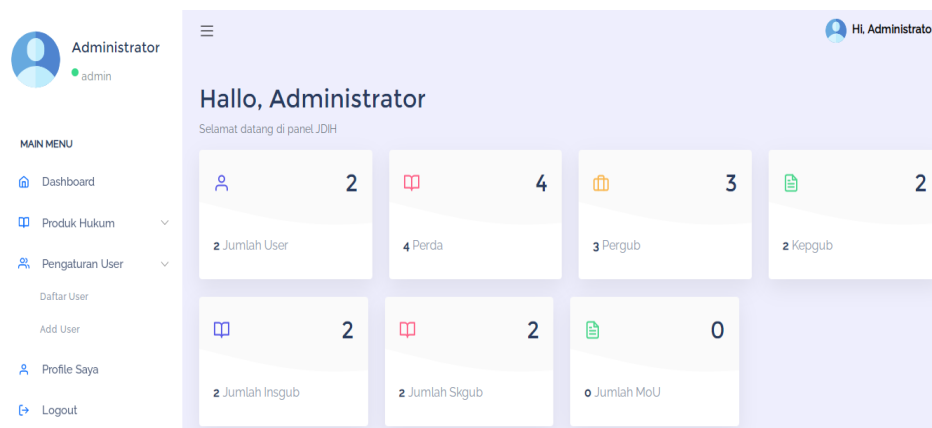 Administrator
admin
MAIN MENU
Dashboard
Produk Hukum
Pengaturan User
Daftar User
Add User
Profile Saya
Logout
Hi, Administrato
Hallo, Administrator
Selamat datang di panel JDIH
2
2 Jumlah User
4
4 Perda
3
3 Pergub
2
2 Kepgub
2
2 Jumlah Insgub
2
2 Jumlah Skgub
0
0 Jumlah MoU